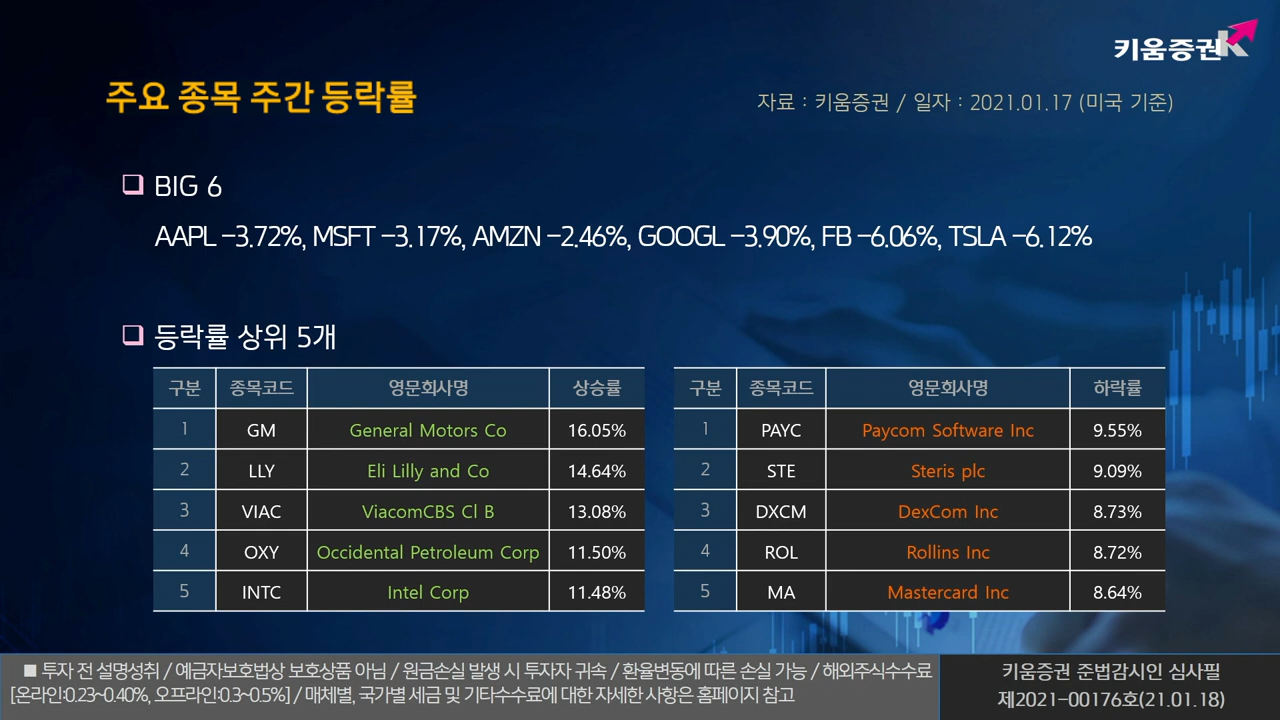 키움증권
주요 종목 주간 등락률
자료 : 키움증권 / 일자 : 2021.01.17 (미국 기준)
❑ BIG 6
AAPL -3.72%, MSFT -3.17%, AMZN -2.46%, GOOGL -3.90%, FB -6.06%, TSLA -6.12%
❑ 등락률 상위 5개
구분 종목코드 영문회사명 상승률
1 GM General Motors Co 16.05%
2 LLY Eli Lilly and Co 14.64%
3 VIAC ViacomCBS Cl B 13.08%
4 OXY Occidental Petroleum Corp 11.50%
5 INTC Intel Corp 11.48%
구분 종목코드 영문회사명 하락률
1 PAYC Paycom Software Inc 9.55%
2 STE Steris plc 9.09%
3 DXCM DexCom Inc 8.73%
4 ROL Rollins Inc 8.72%
5 MA Mastercard Inc 8.64%
■ 투자 전 설명성취 / 예금자보호법상 보호상품 아님 / 원금손실 발생 시 투자자 귀속 / 환율변동에 따른 손실 가능 / 해외주식수수료
[온라인:0.23~0.40%, 오프라인:0.3~0.5%] / 매체별, 국가별 세금 및 기타수수료에 대한 자세한 사항은 홈페이지 참고
키움증권 준법감시인 심사필
제2021-00176호(21.01.18)